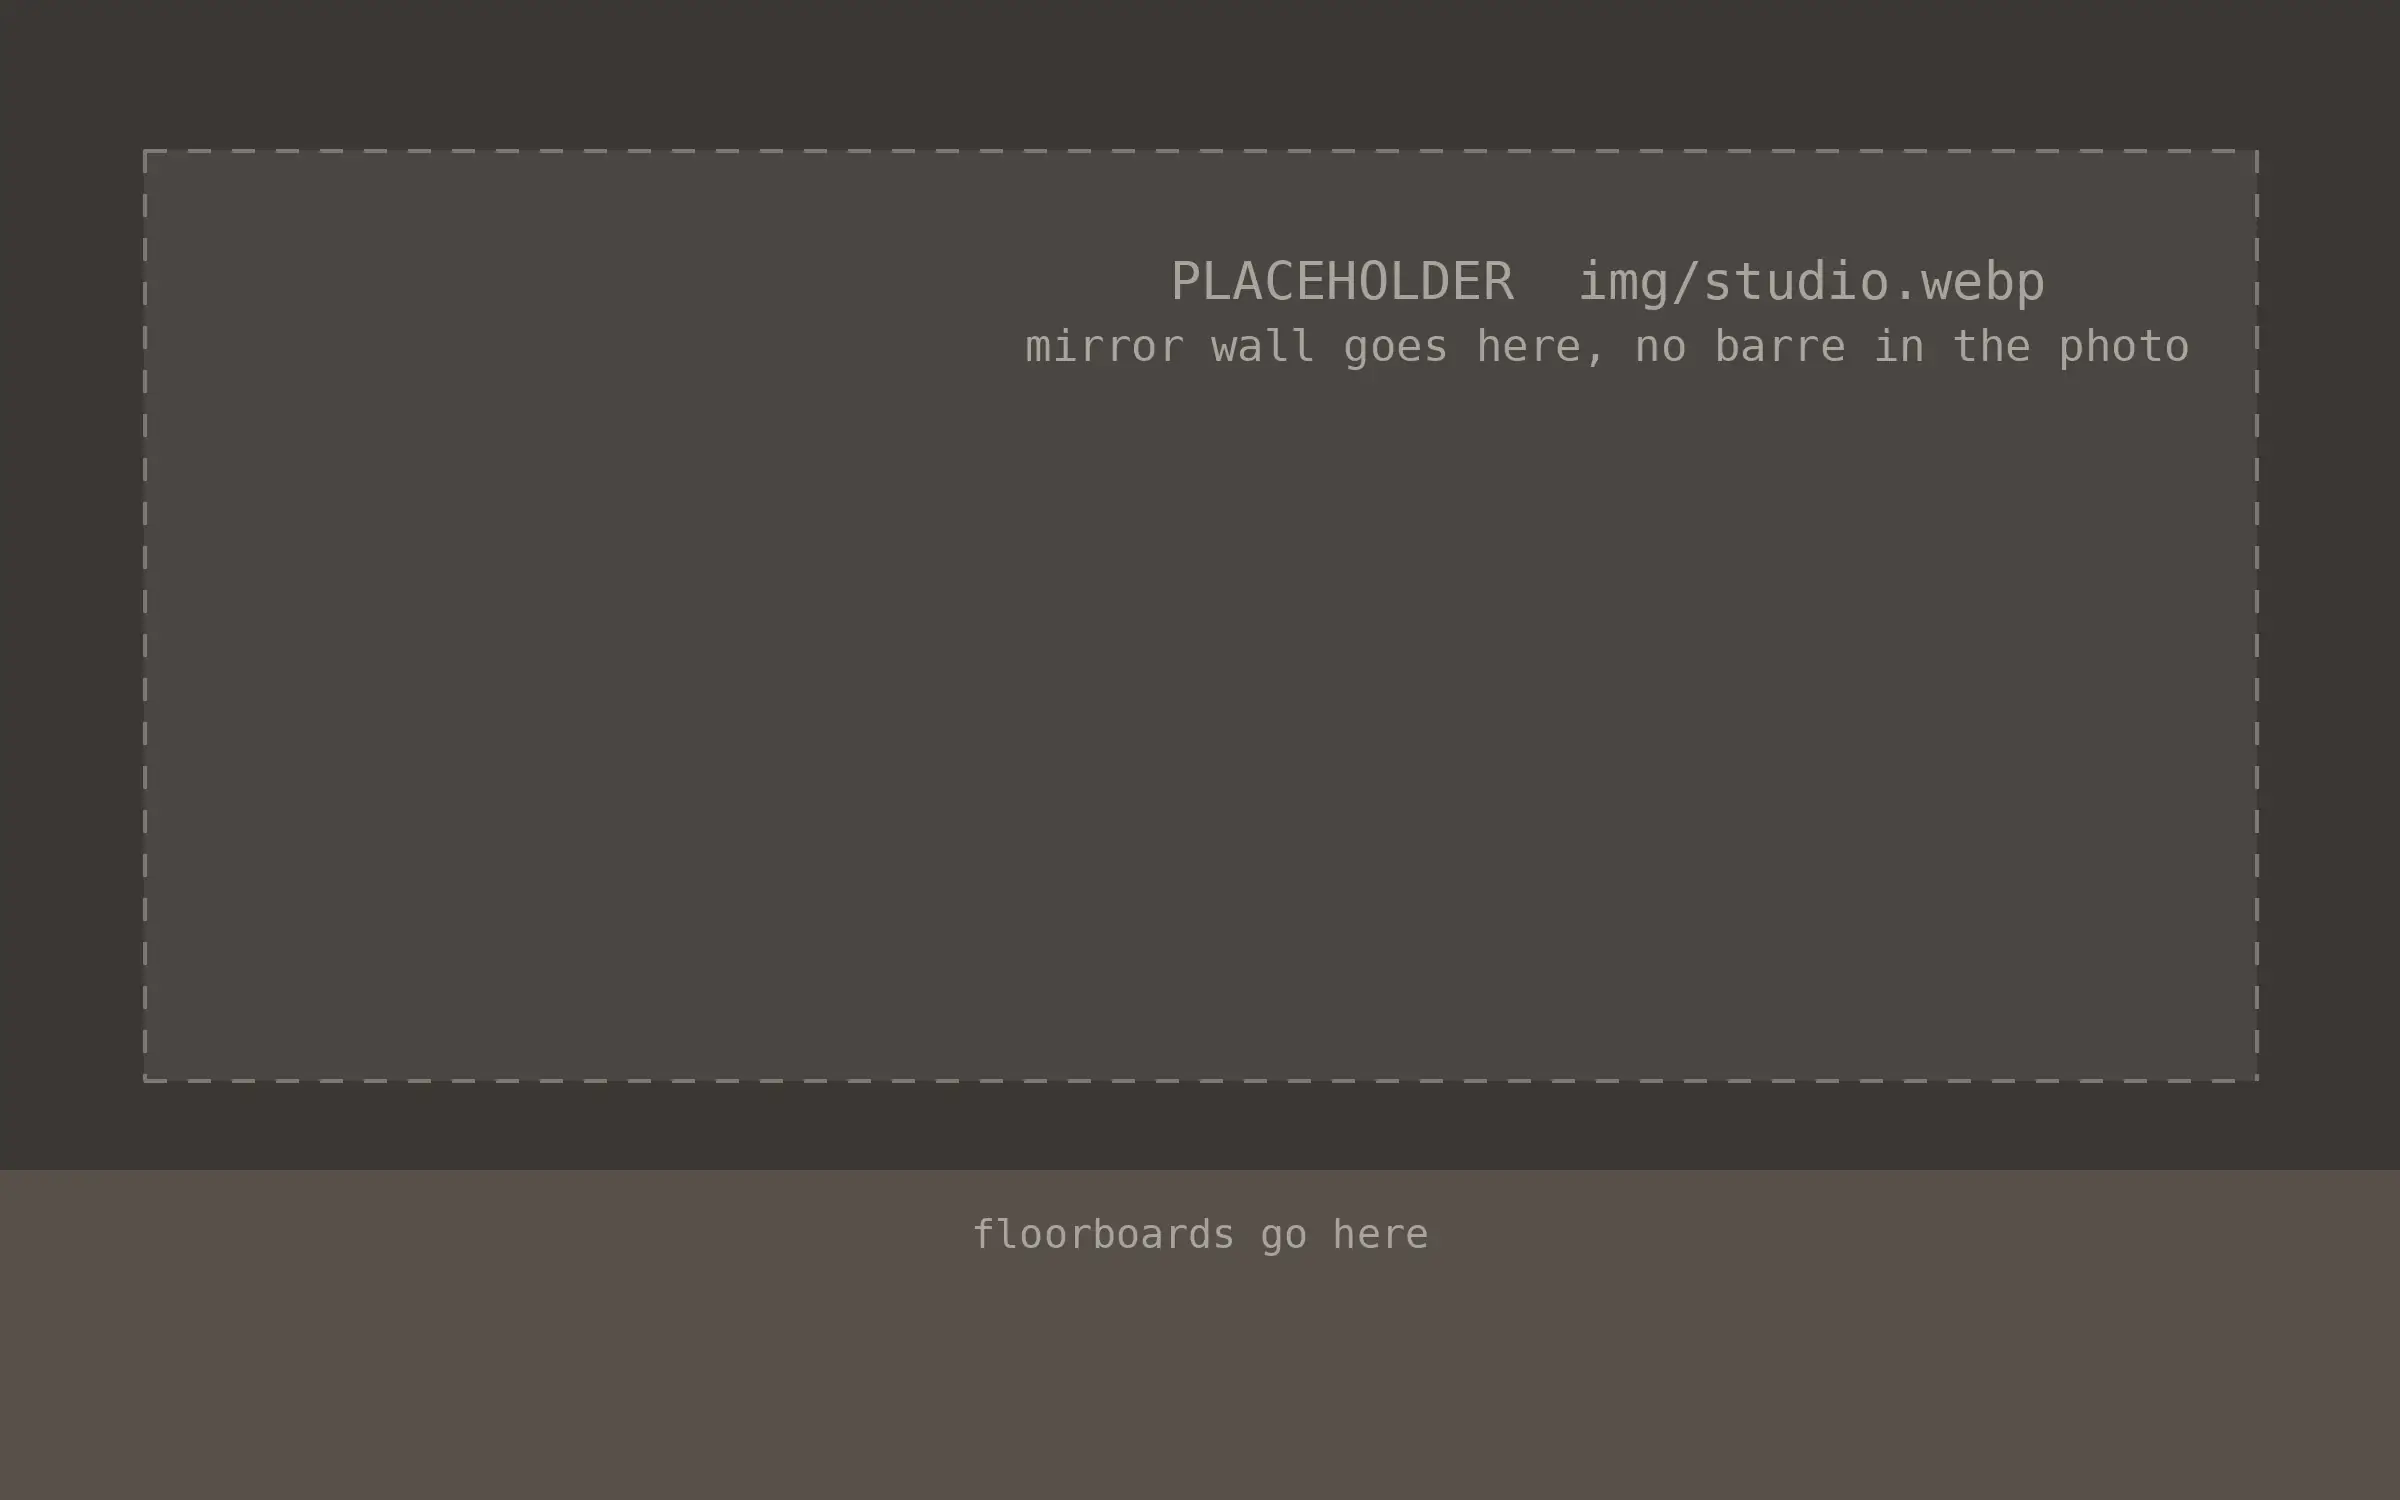 PLACEHOLDER  img/studio.webp
mirror wall goes here, no barre in the photo
floorboards go here